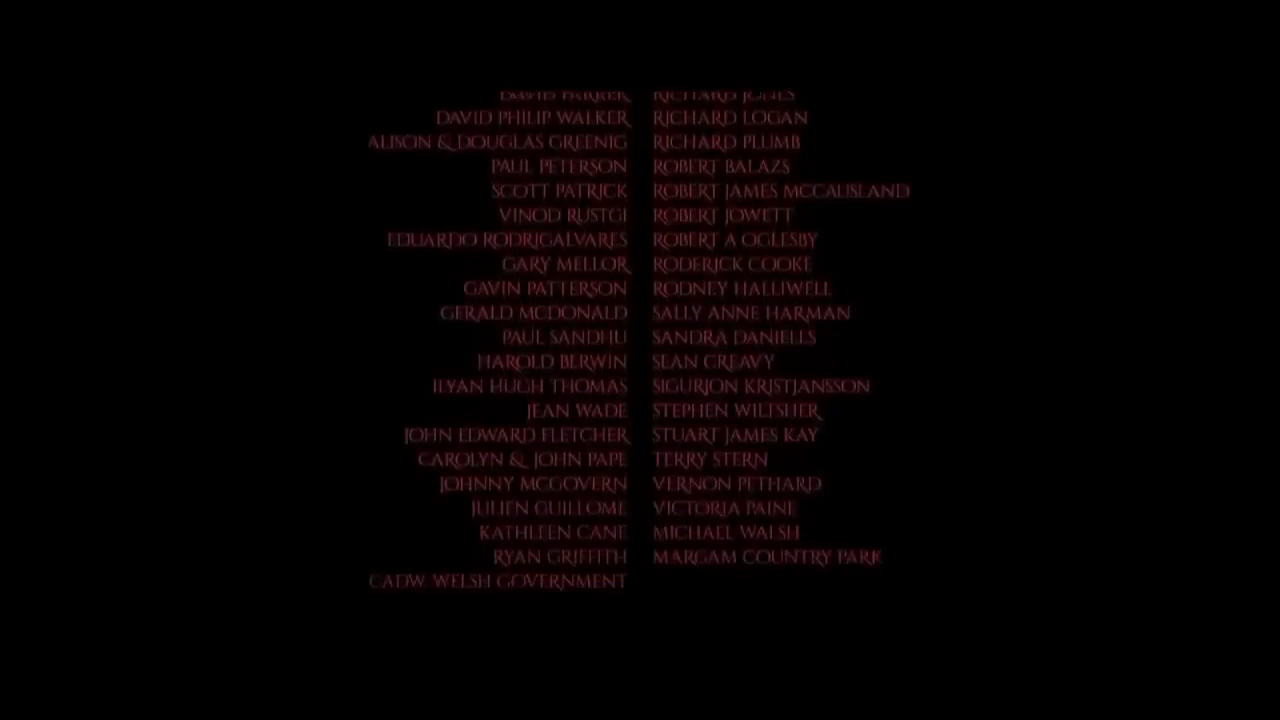 DAVID PARKER RICHARD JONES
DAVID PHILIP WALKER RICHARD LOGAN
ALISON & DOUGLAS GREENIG RICHARD PLUMB
PAUL PETERSON ROBERT BALAZS
SCOTT PATRICK ROBERT JAMES MCCAUSLAND
VINOD RUSTGI ROBERT JOWETT
EDUARDO RODRIGALVARES ROBERT A OGLESBY
GARY MELLOR RODERICK COOKE
GAVIN PATTERSON RODNEY HALLIWELL
GERALD MCDONALD SALLY ANNE HARMAN
PAUL SANDHU SANDRA DANIELLS
HAROLD BERWIN SEAN CREAVY
ILYAN HUGH THOMAS SIGURJON KRISTJANSSON
JEAN WADE STEPHEN WILTSHER
JOHN EDWARD FLETCHER STUART JAMES KAY
CAROLYN & JOHN PAPE TERRY STERN
JOHNNY MCGOVERN VERNON PETHARD
JULIEN GUILLOME VICTORIA PAINE
KATHLEEN CANE MICHAEL WALSH
RYAN GRIFFITH MARGAM COUNTRY PARK
CADW. WELSH GOVERNMENT